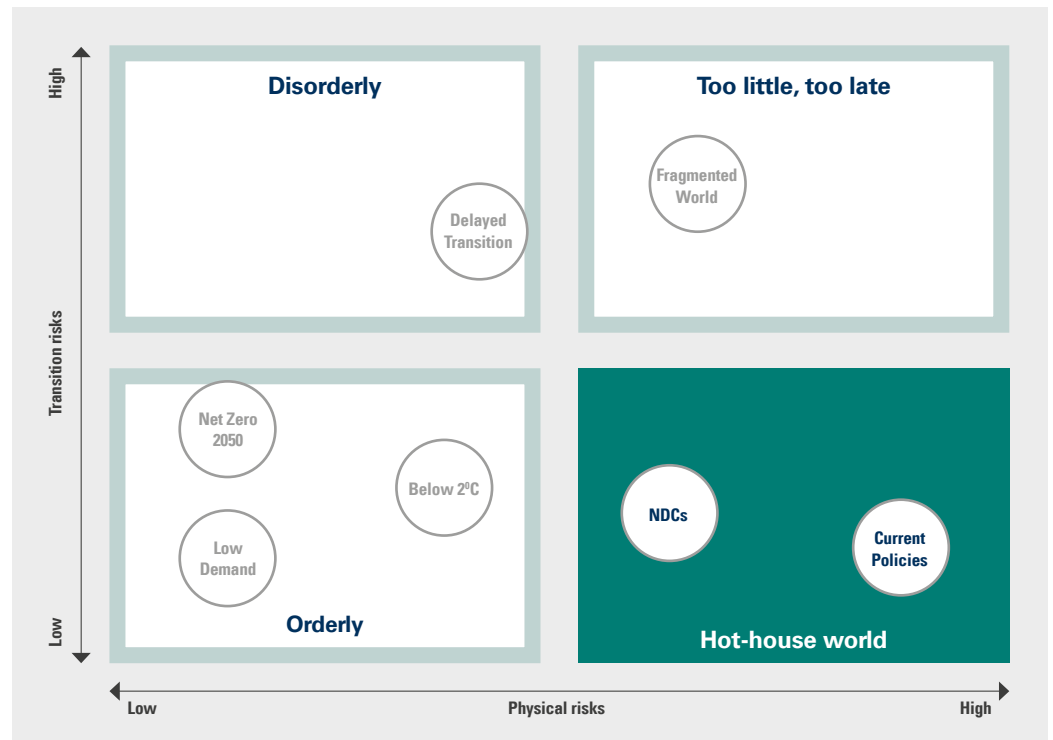 High
Transition risks
Low
Disorderly
Delayed
Transition
Too little, too late
Fragmented
World
Net Zero
2050
Below 2⁰C
Low
Demand
Orderly
NDCs
Current
Policies
Hot-house world
Low
Physical risks
High